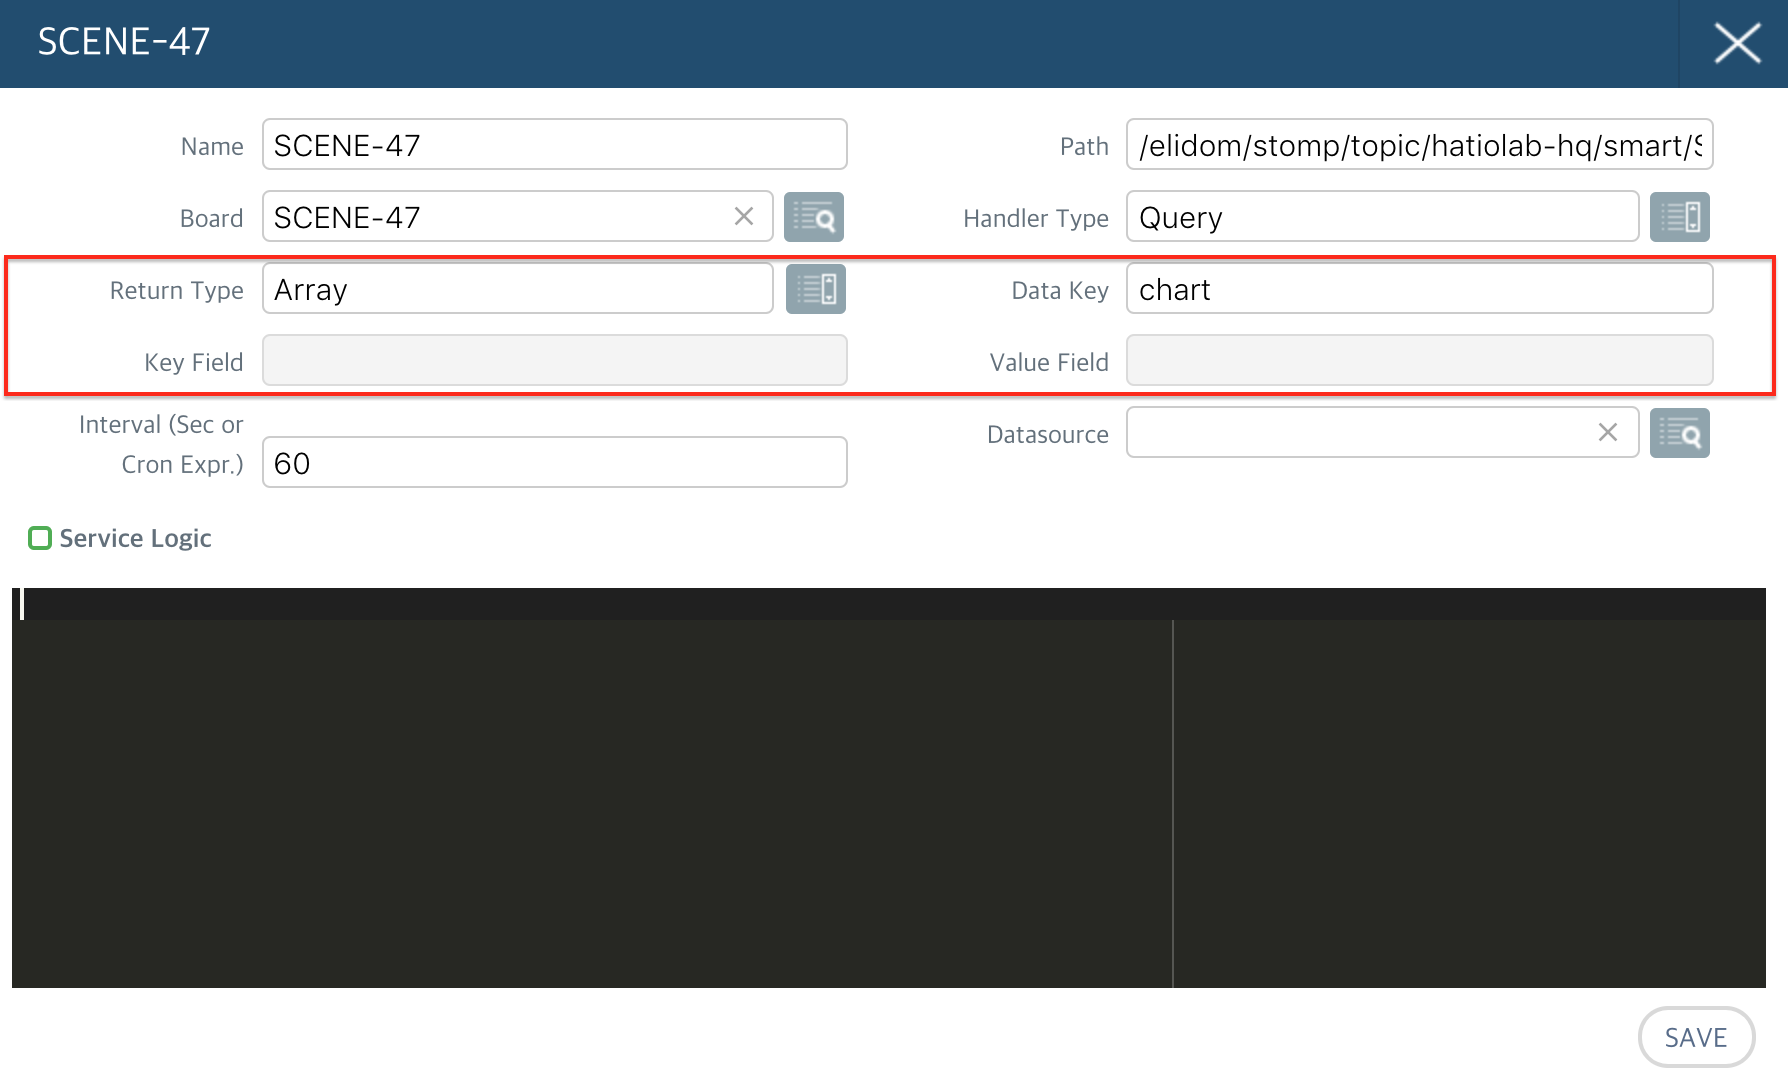 SCENE-47
Name SCENE-47 Path /elidom/stomp/topic/hatiolab-hq/smart/S
Board SCENE-47 Handler Type Query
Return Type Array Data Key chart
Key Field Value Field
Interval (Sec or Cron Expr.) 60 Datasource
Service Logic
SAVE